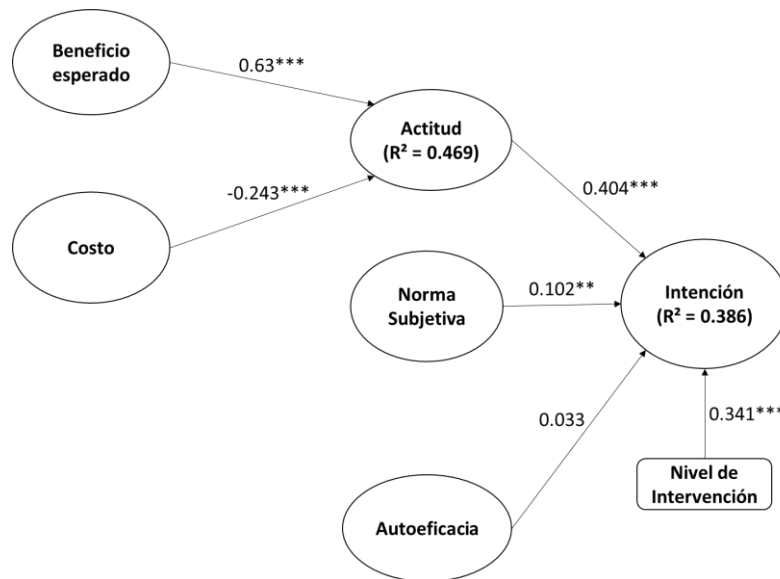 Beneficio
esperado
0.63***
Actitud
(R² = 0.469)
-0.243***
0.404***
Costo
Norma
Subjetiva
0.102**
Intención
(R² = 0.386)
0.033
0.341***
Nivel de
Intervención
Autoeficacia